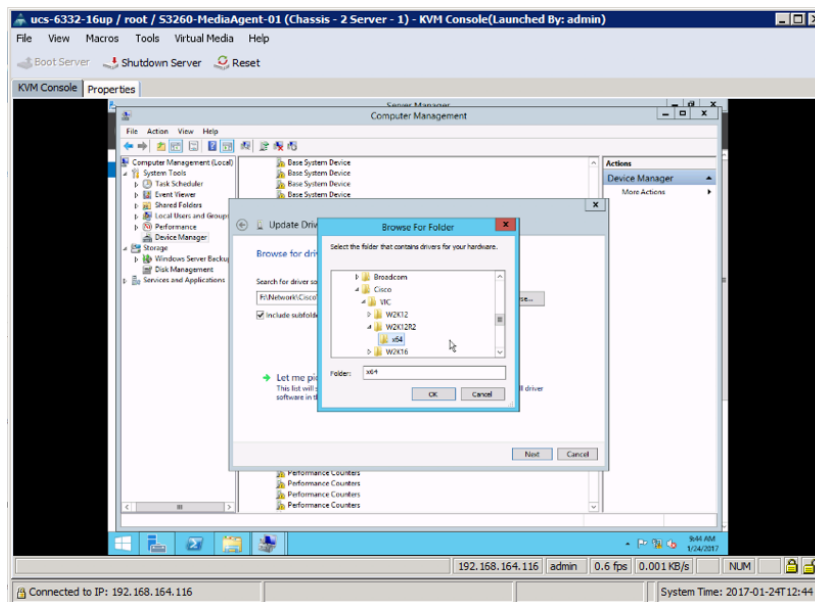 ucs-6332-16up / root / S3260-MediaAgent-01 (Chassis - 2 Server - 1) - KVM Console(Launched By: admin)
File View Macros Tools Virtual Media Help
Boot Server Shutdown Server Reset
KVM Console Properties
Server Manager
Computer Management
File Action View Help
Computer Management (Local)
System Tools
Task Scheduler
Event Viewer
Shared Folders
Local Users and Groups
Performance
Device Manager
Storage
Windows Server Backup
Disk Management
Services and Applications
Base System Device
Base System Device
Base System Device
Base System Device
Actions
Device Manager
More Actions
Update Driv
Browse for driv
Search for driver so
F:\Network\Cisco\
Include subfolde
Let me pic
This list will s
software in th
ll driver
Next Cancel
Browse For Folder
Select the folder that contains drivers for your hardware.
Broadcom
Cisco
VIC
W2K12
W2K12R2
x64
W2K16
Folder: x64
OK Cancel
Performance Counters
Performance Counters
Performance Counters
Performance Counters
9:44 AM
1/24/2017
192.168.164.116 admin 0.6 fps 0.001 KB/s NUM
Connected to IP: 192.168.164.116
System Time: 2017-01-24T12:44